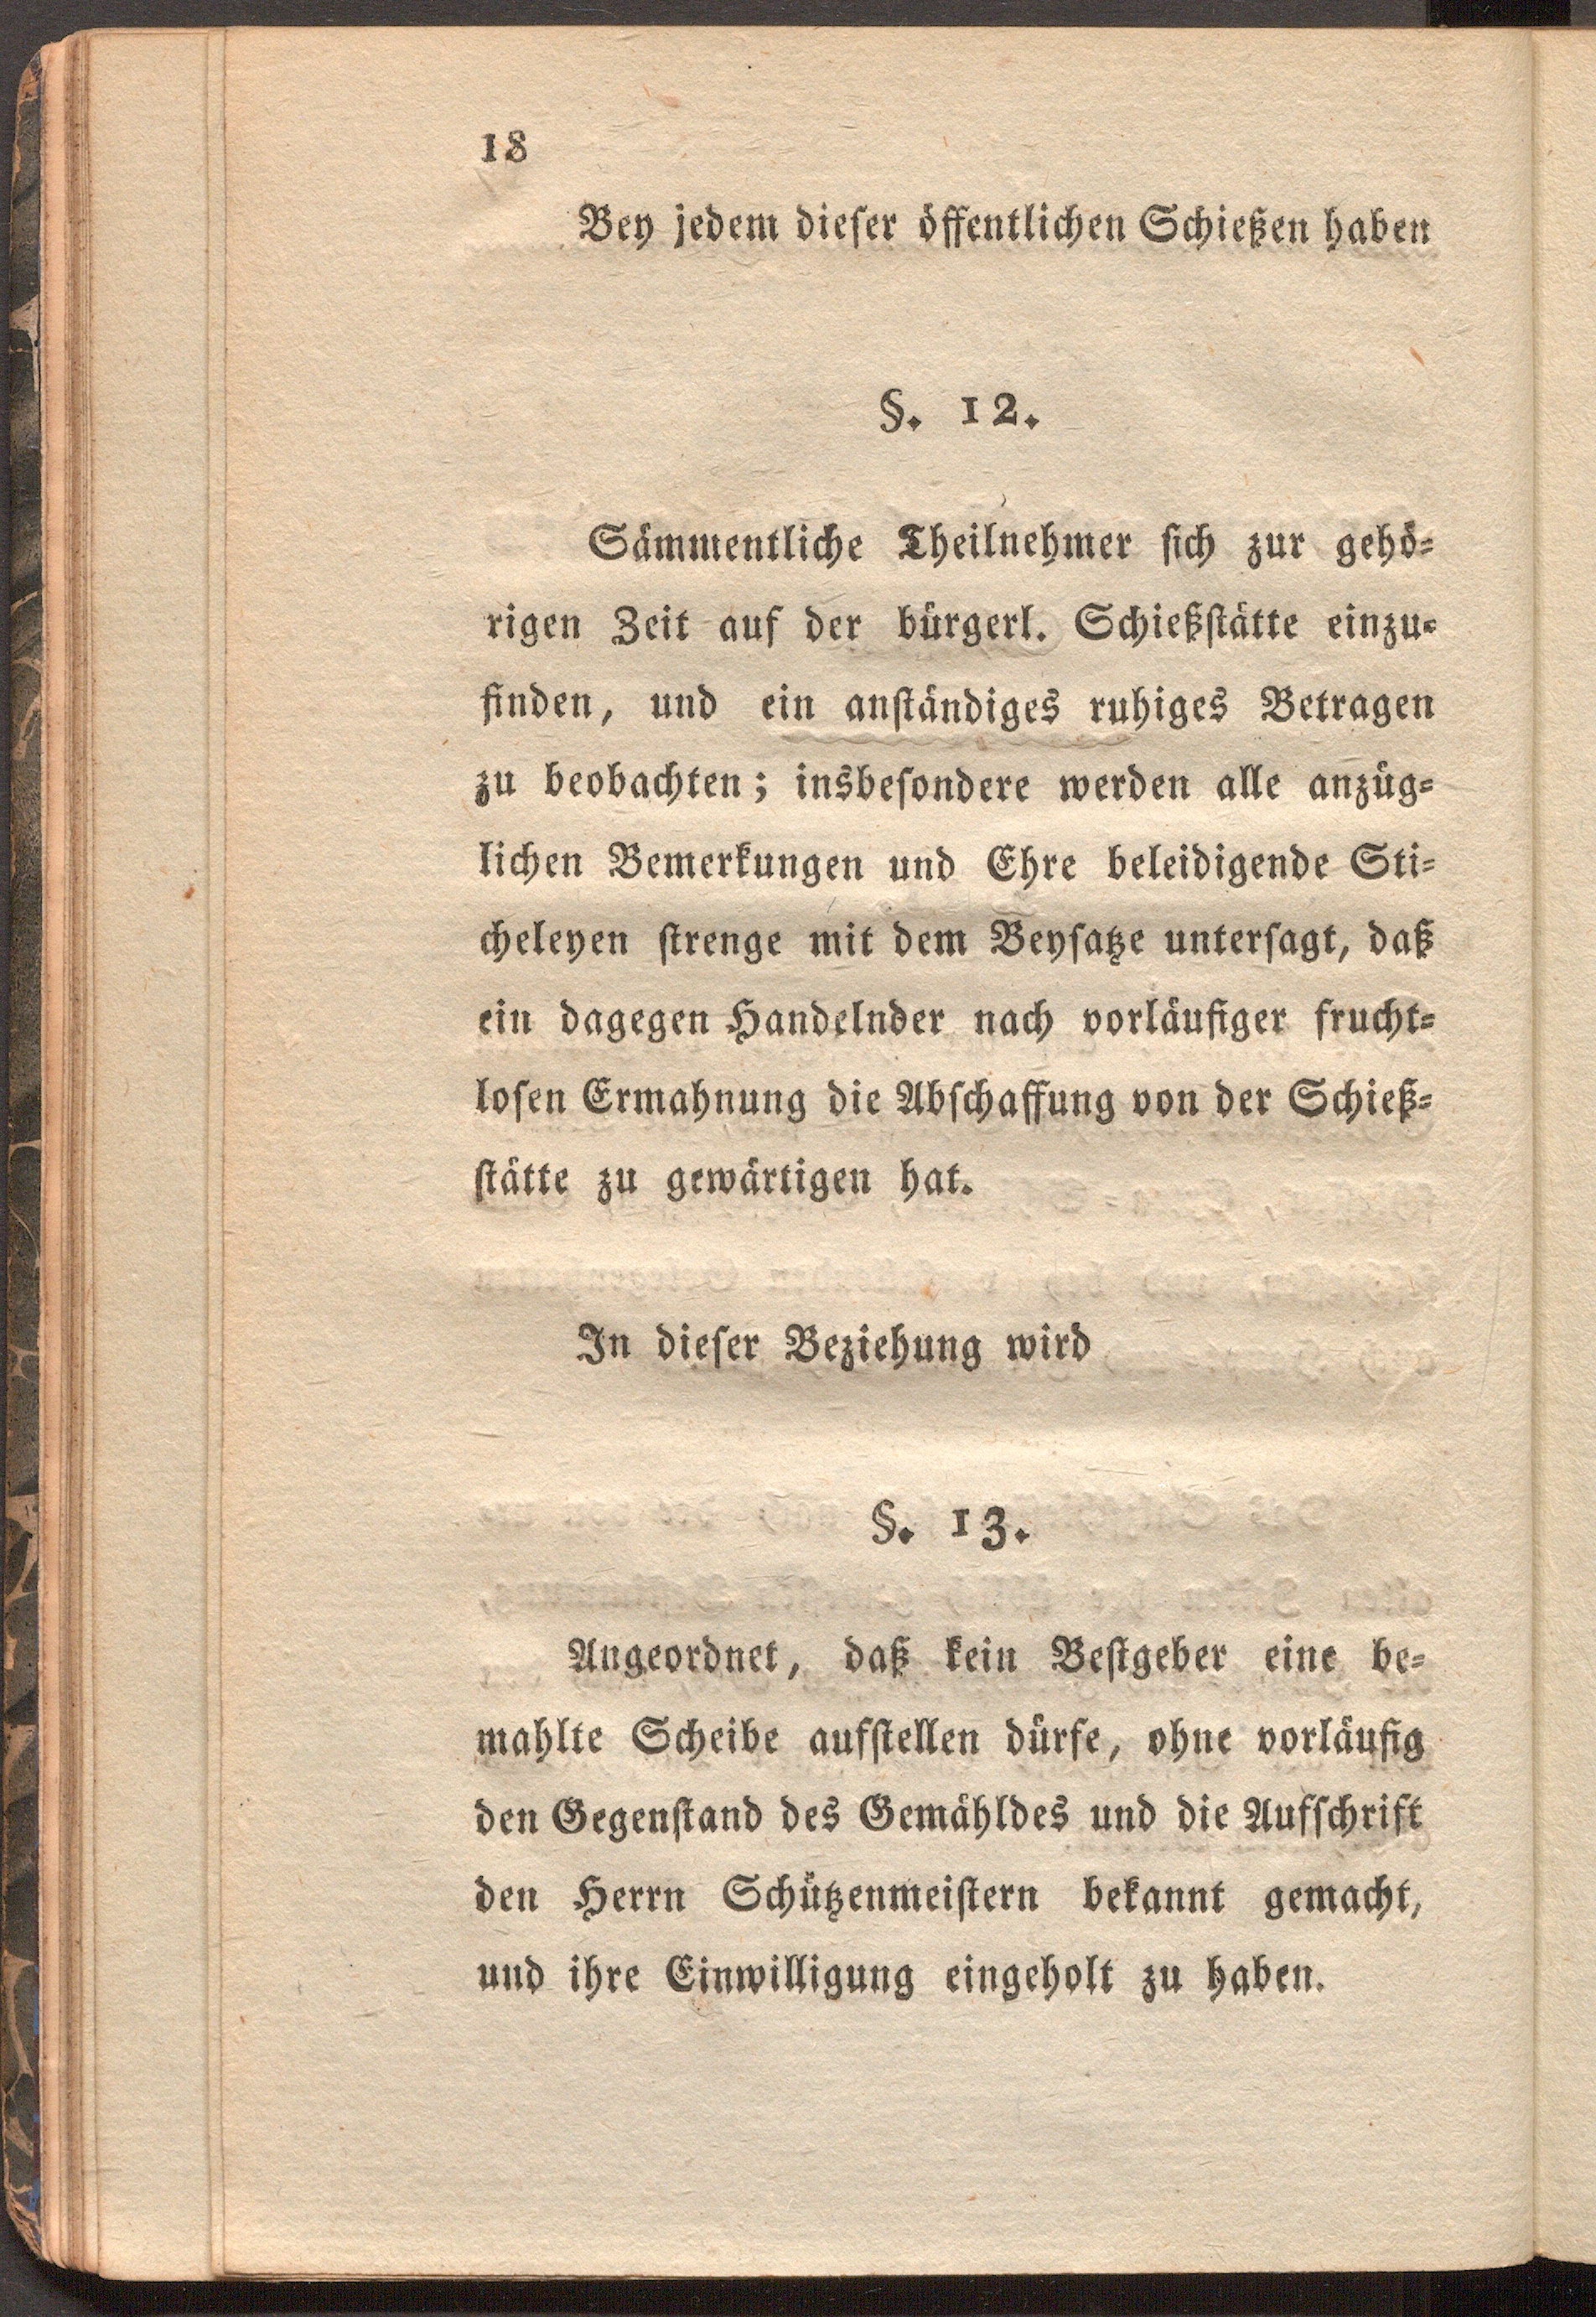 18
Bey jedem dieser öffentlichen Schießen haben
§. 12.
Sämmentliche Theilnehmer sich zur gehö=
rigen Zeit auf der bürgerl. Schießstätte einzu=
finden, und ein anständiges ruhiges Betragen
zu beobachten; insbesondere werden alle anzüg=
lichen Bemerkungen und Ehre beleidigende Sti=
cheleyen strenge mit dem Beysatze untersagt, daß
ein dagegen Handelnder nach vorläufiger frucht=
losen Ermahnung die Abschaffung von der Schieß=
stätte zu gewärtigen hat.
In dieser Beziehung wird
§. 13.
Angeordnet, daß kein Bestgeber eine be=
mahlte Scheibe aufstellen dürfe, ohne vorläufig
den Gegenstand des Gemähldes und die Aufschrift
den Herrn Schützenmeistern bekannt gemacht,
und ihre Einwilligung eingeholt zu haben.